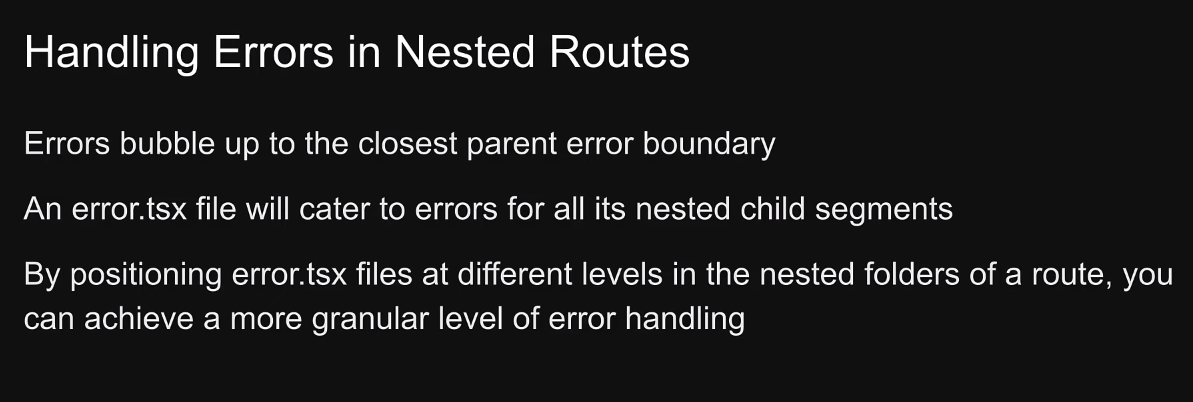 Handling Errors in Nested Routes
Errors bubble up to the closest parent error boundary
An error.tsx file will cater to errors for all its nested child segments
By positioning error.tsx files at different levels in the nested folders of a route, you
can achieve a more granular level of error handling